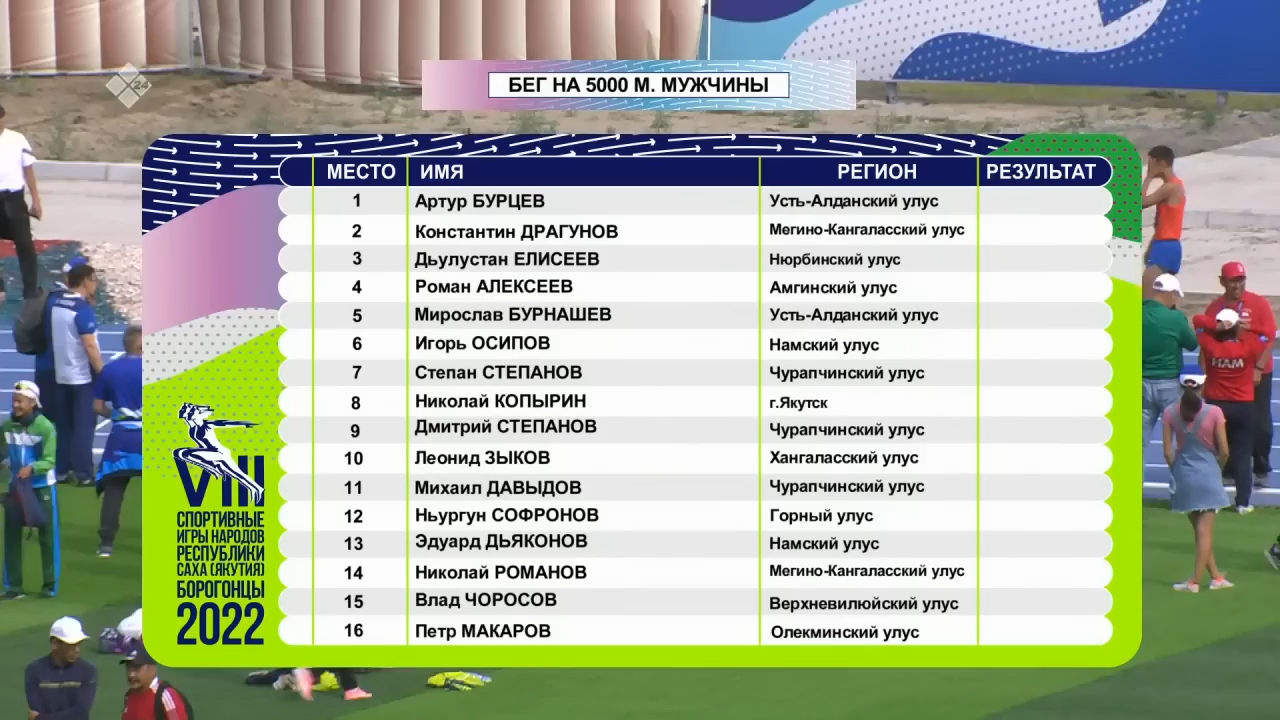 24
БЕГ НА 5000 М. МУЖЧИНЫ
МЕСТО ИМЯ РЕГИОН РЕЗУЛЬТАТ
1 Артур БУРЦЕВ Усть-Алданский улус
2 Константин ДРАГУНОВ Мегино-Кангаласский улус
3 Дьулустан ЕЛИСЕЕВ Нюрбинский улус
4 Роман АЛЕКСЕЕВ Амгинский улус
5 Мирослав БУРНАШЕВ Усть-Алданский улус
6 Игорь ОСИПОВ Намский улус
7 Степан СТЕПАНОВ Чурапчинский улус
8 Николай КОПЫРИН г.Якутск
9 Дмитрий СТЕПАНОВ Чурапчинский улус
10 Леонид ЗЫКОВ Хангаласский улус
11 Михаил ДАВЫДОВ Чурапчинский улус
12 Ньургун СОФРОНОВ Горный улус
13 Эдуард ДЬЯКОНОВ Намский улус
14 Николай РОМАНОВ Мегино-Кангаласский улус
15 Влад ЧОРОСОВ Верхневилюйский улус
16 Петр МАКАРОВ Олекминский улус
VIII
СПОРТИВНЫЕ
ИГРЫ НАРОДОВ
РЕСПУБЛИКИ
САХА (ЯКУТИЯ)
БОРОГОНЦЫ
2022
НАМ